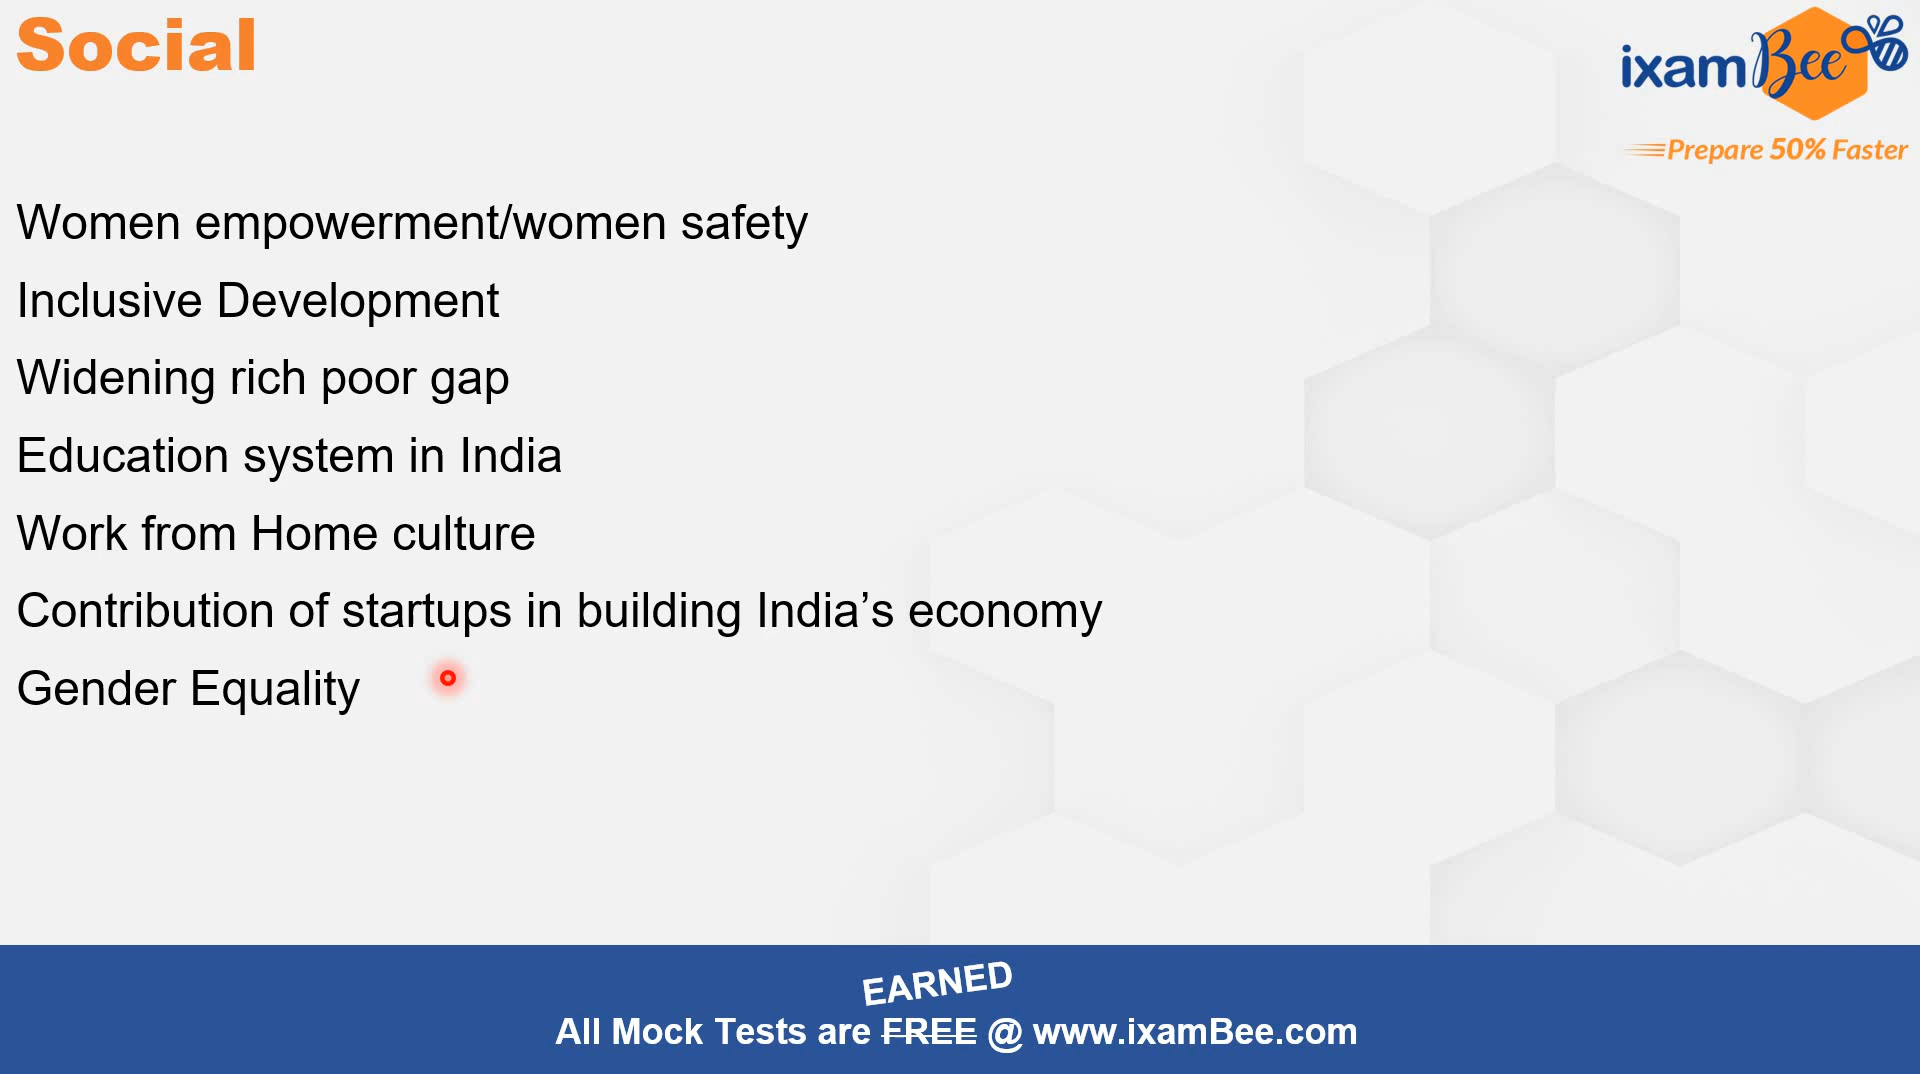 Social
ixamBee
Prepare 50% Faster
Women empowerment/women safety
Inclusive Development
Widening rich poor gap
Education system in India
Work from Home culture
Contribution of startups in building India’s economy
Gender Equality
EARNED
All Mock Tests are FREE @ www.ixamBee.com